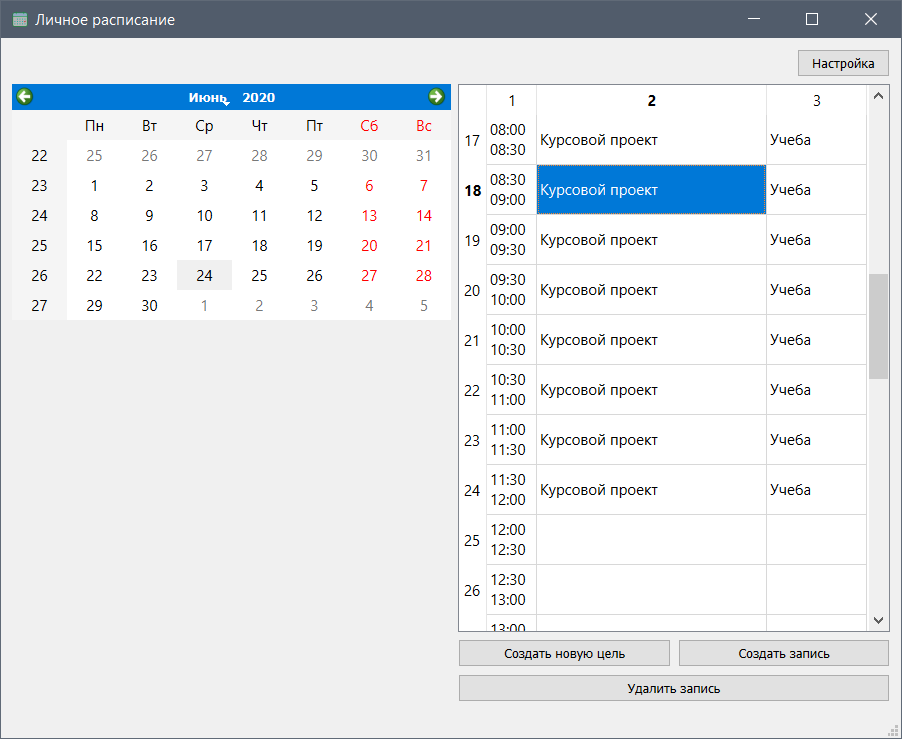 Личное расписание
Настройка
Июнь 2020
Пн Вт Ср Чт Пт Сб Вс
22 25 26 27 28 29 30 31
23 1 2 3 4 5 6 7
24 8 9 10 11 12 13 14
25 15 16 17 18 19 20 21
26 22 23 24 25 26 27 28
27 29 30 1 2 3 4 5
1 2 3
17 08:00 Курсовой проект Учеба
08:30
18 08:30 Курсовой проект Учеба
09:00
19 09:00 Курсовой проект Учеба
09:30
20 09:30 Курсовой проект Учеба
10:00
21 10:00 Курсовой проект Учеба
10:30
22 10:30 Курсовой проект Учеба
11:00
23 11:00 Курсовой проект Учеба
11:30
24 11:30 Курсовой проект Учеба
12:00
25 12:00
12:30
26 12:30
13:00
13:00
Создать новую цель
Создать запись
Удалить запись